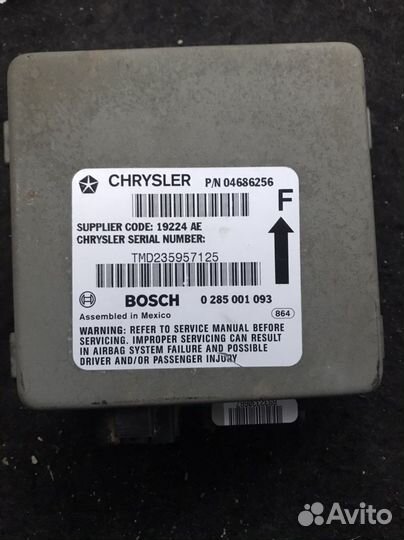 CHRYSLER P/N 04686256
F
SUPPLIER CODE: 19224 AE
CHRYSLER SERIAL NUMBER:
TMD235957125
BOSCH 0 285 001 093
Assembled in Mexico 864
WARNING: REFER TO SERVICE MANUAL BEFORE
SERVICING. IMPROPER SERVICING CAN RESULT
IN AIRBAG SYSTEM FAILURE AND POSSIBLE
DRIVER AND/OR PASSENGER INJURY
Avito